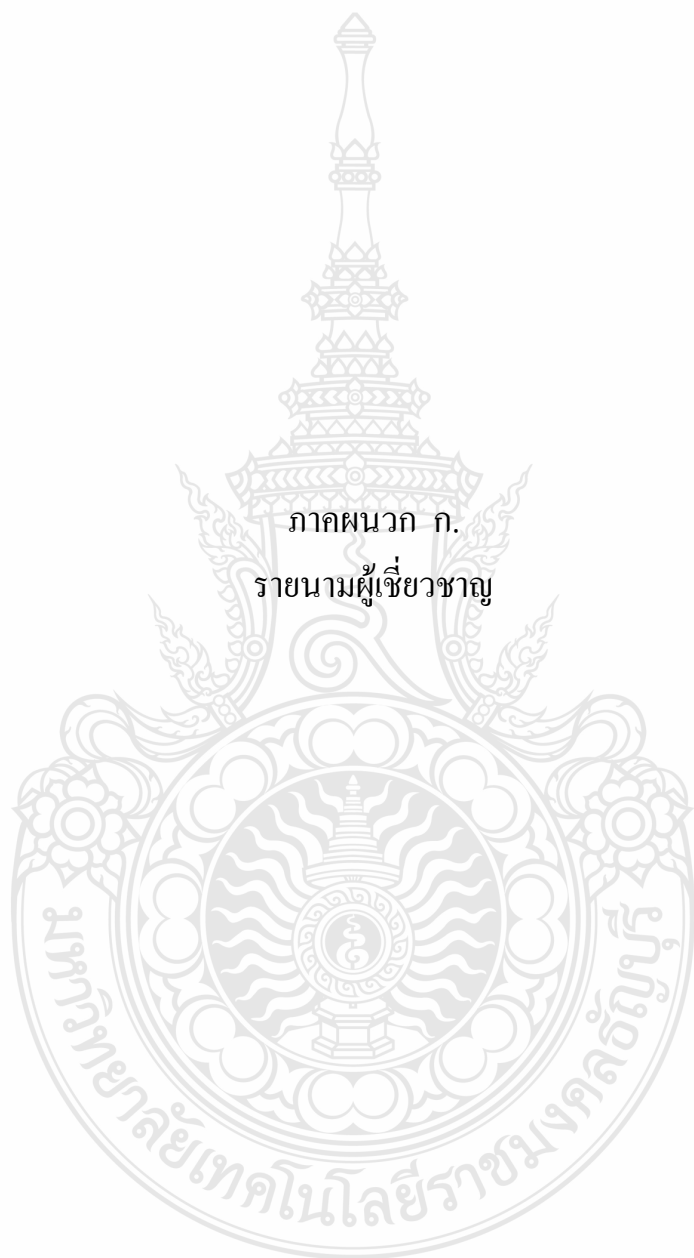 ภาคผนวก ก.
รายนามผู้เชี่ยวชาญ
มหาวิทยาลัยเทคโนโลยีราชมงคลธัญบุรี